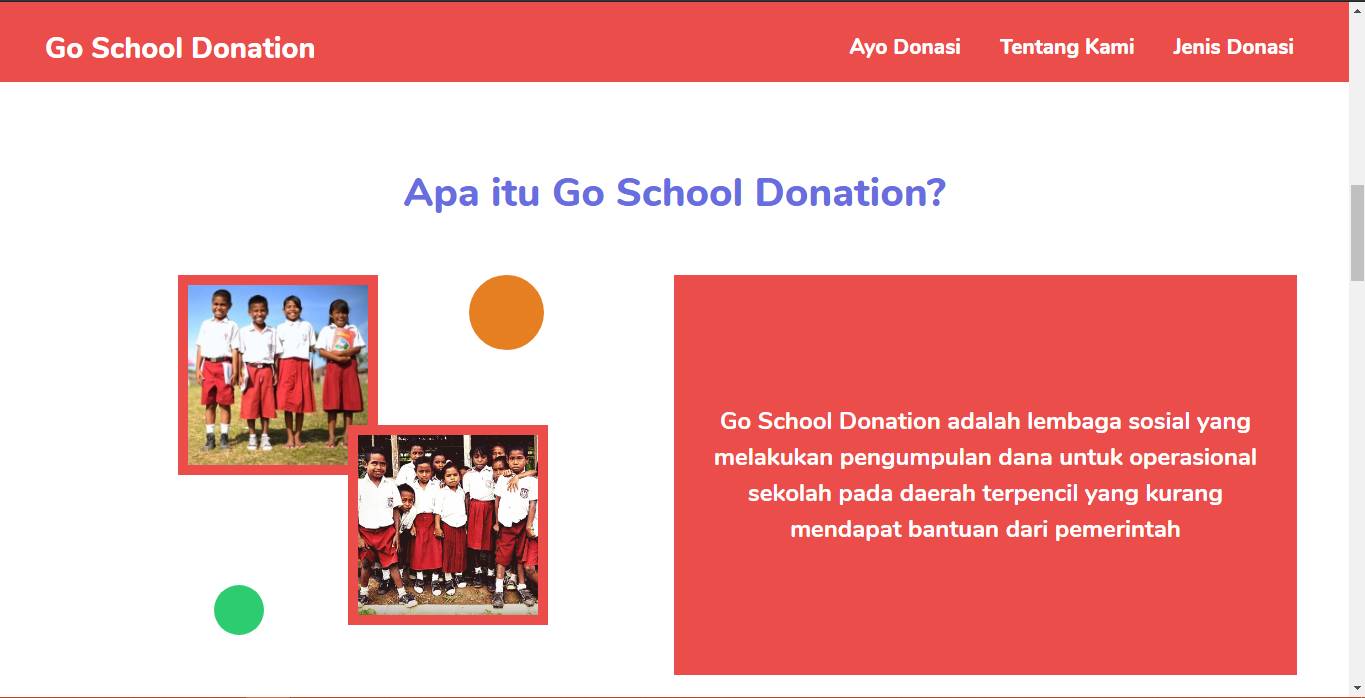 Go School Donation
Ayo Donasi
Tentang Kami
Jenis Donasi
Apa itu Go School Donation?
Go School Donation adalah lembaga sosial yang
melakukan pengumpulan dana untuk operasional
sekolah pada daerah terpencil yang kurang
mendapat bantuan dari pemerintah